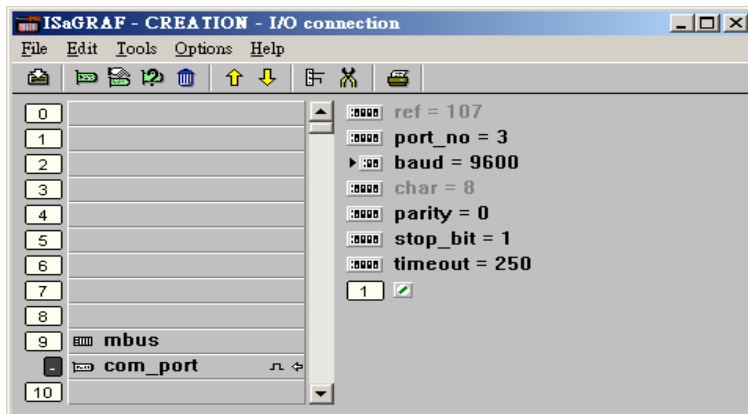 ISaGRAF - CREATION - I/O connection
File Edit Tools Options Help
0
1
2
3
4
5
6
7
8
9 mbus
- com_port
10
ref = 107
port_no = 3
baud = 9600
char = 8
parity = 0
stop_bit = 1
timeout = 250
1